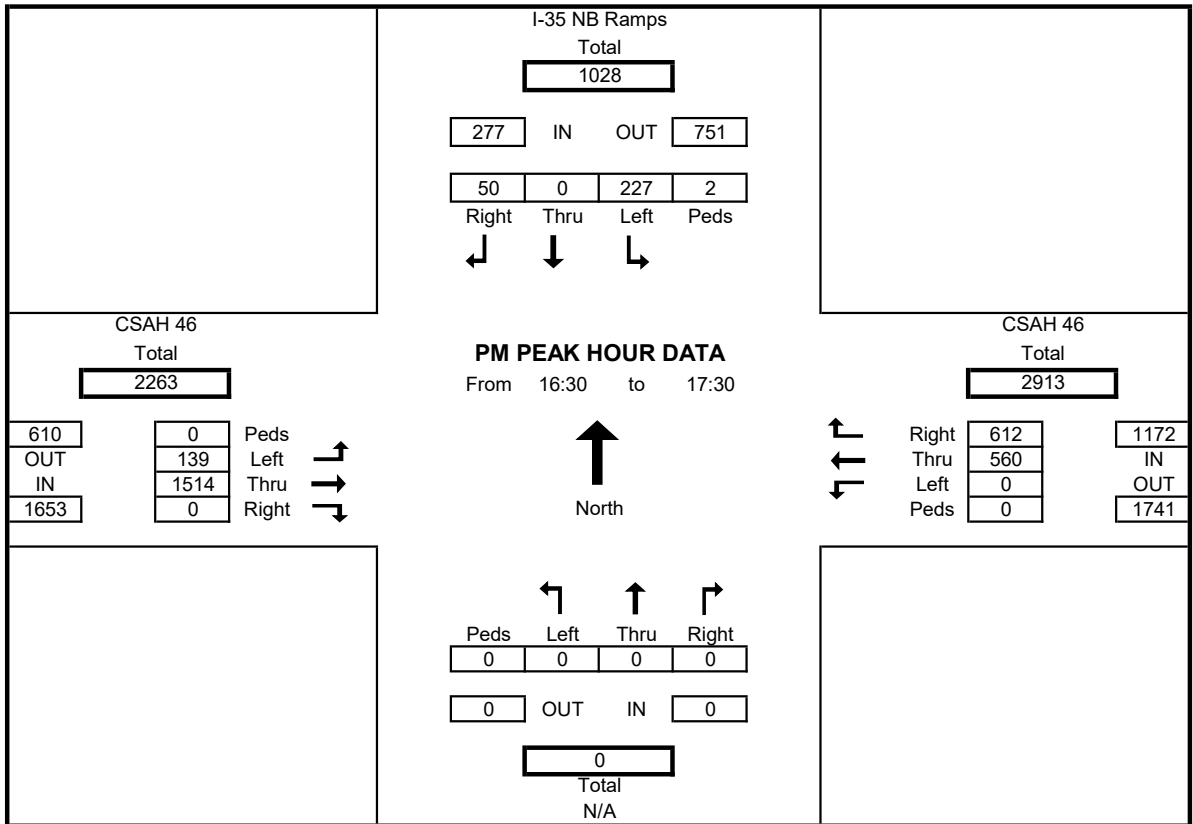 I-35 NB Ramps
Total
1028
277 IN OUT 751
50 0 227 2
Right Thru Left Peds
CSAH 46
Total
2263
610 0 Peds
OUT 139 Left
IN 1514 Thru
1653 0 Right
PM PEAK HOUR DATA
From 16:30 to 17:30
North
CSAH 46
Total
2913
Right 612 1172
Thru 560 IN
Left 0 OUT
Peds 0 1741
Peds Left Thru Right
0 0 0 0
0 OUT IN 0
0
Total
N/A